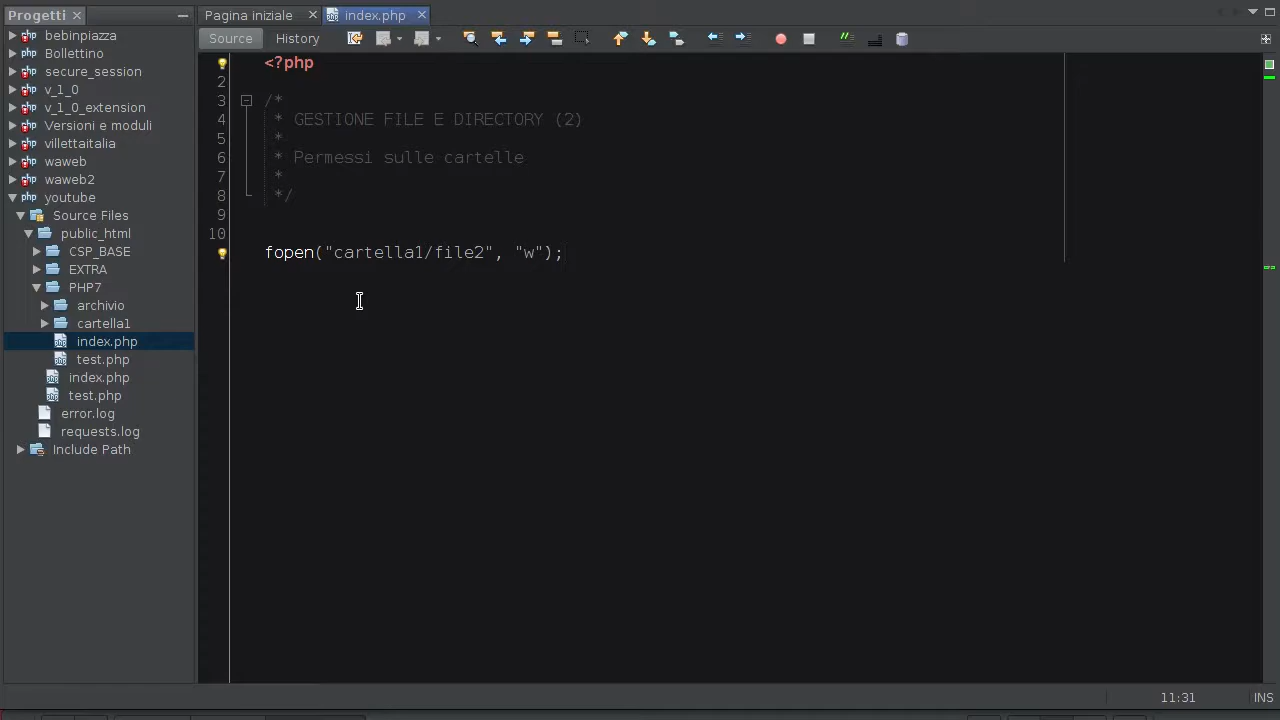 Progetti
Pagina iniziale
index.php
Source
History
bebinpiazza
Bollettino
secure_session
v_1_0
v_1_0_extension
Versioni e moduli
villettaitalia
waweb
waweb2
php youtube
Source Files
public_html
CSP_BASE
EXTRA
PHP7
archivio
cartella1
index.php
test.php
index.php
test.php
error.log
requests.log
Include Path
<?php
2
3 /*
4 * GESTIONE FILE E DIRECTORY (2)
5 *
6 * Permessi sulle cartelle
7 *
8 */
9
10
fopen("cartella1/file2", "w");
11:31
INS